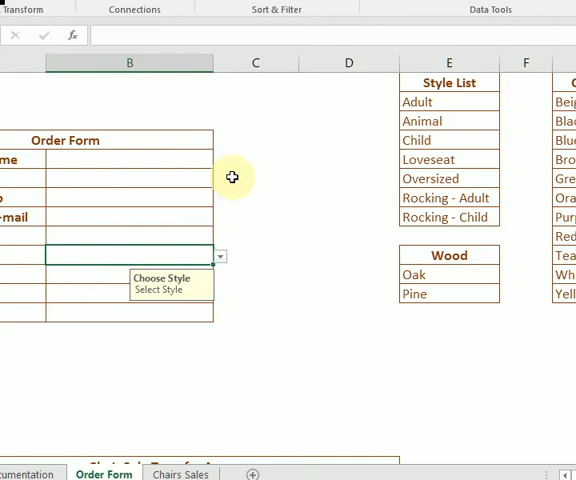 Transform
Connections
Sort & Filter
Data Tools
fx
B C D E F
Style List
Adult
Animal
Child
Loveseat
Oversized
Rocking - Adult
Rocking - Child
Wood
Oak
Pine
Order Form
-mail
Choose Style
Select Style
Documentation Order Form Chairs Sales